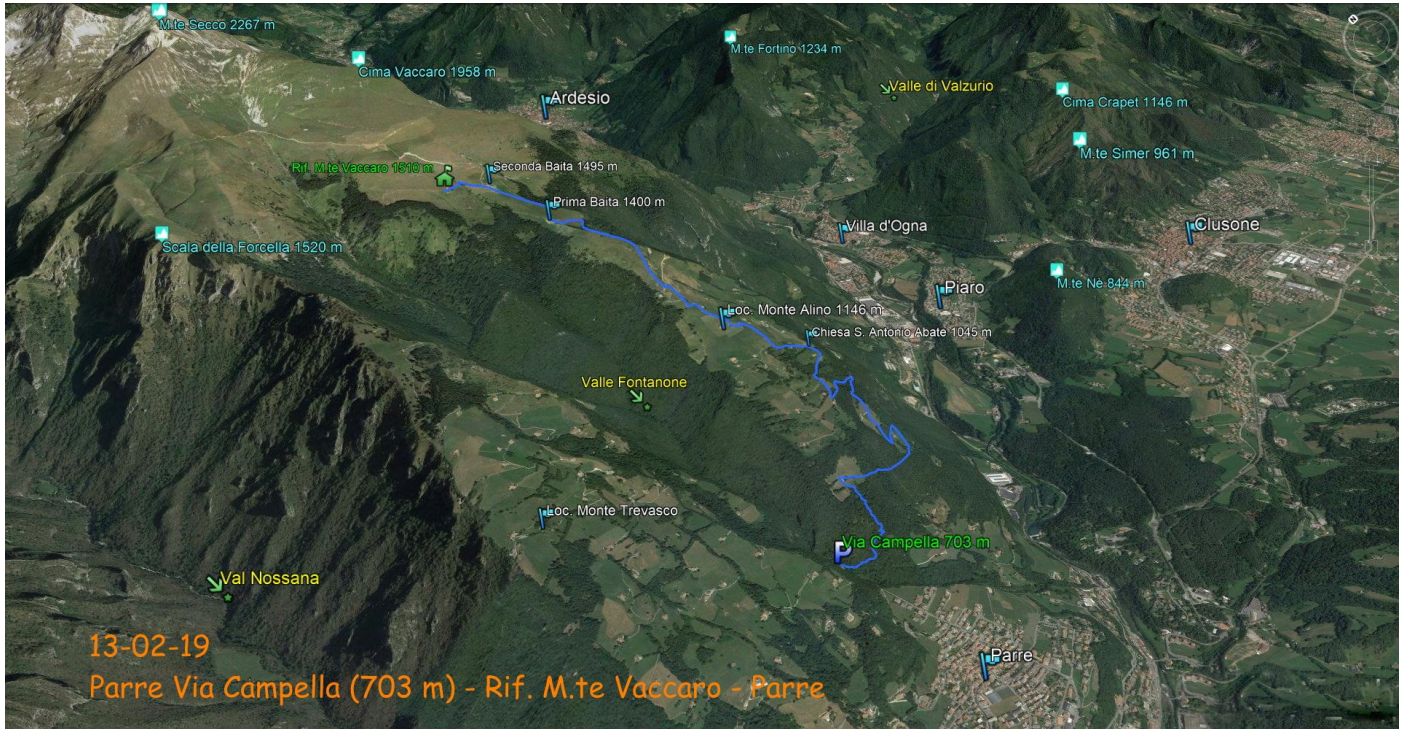 M.te Secco 2267 m
Cima Vaccaro 1958 m
M.te Fortino 1234 m
Valle di Valzurio
Cima Crapet 1146 m
Ardesio
M.te Simer 961 m
Rif. M.te Vaccaro 1510 m
Seconda Baita 1495 m
Prima Baita 1400 m
Scala della Forcella 1520 m
Villa d'Ogna
Clusone
Piaro
M.te Nè 844 m
Loc. Monte Alino 1146 m
Chiesa S. Antonio Abate 1045 m
Valle Fontanone
Loc. Monte Trevasco
P
Via Campella 703 m
Val Nossana
Parre
13-02-19
Parre Via Campella (703 m) - Rif. M.te Vaccaro - Parre